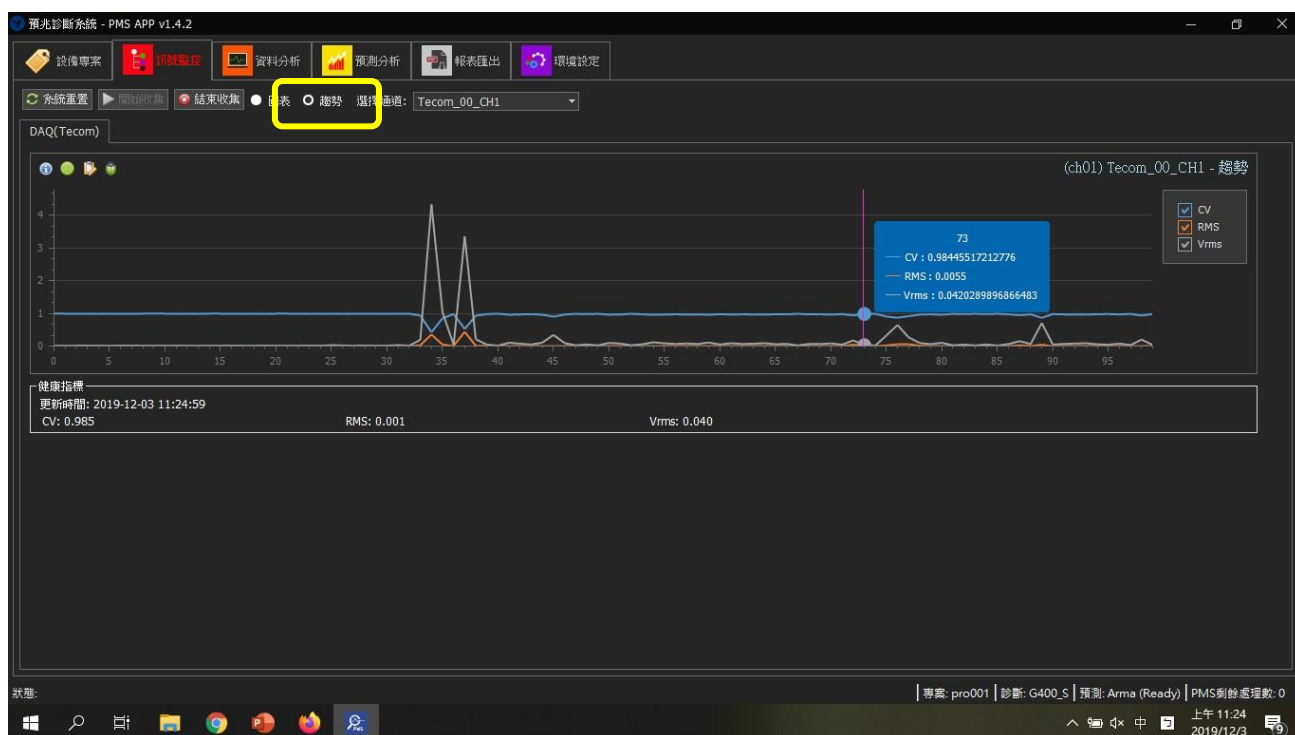 預兆診斷系統 - PMS APP v1.4.2
設備專案 訊號監控 資料分析 預測分析 報表匯出 環境設定
系統重置 開始收集 結束收集 圖表 趨勢 選擇通道: Tecom_00_CH1
DAQ(Tecom)
(ch01) Tecom_00_CH1 - 趨勢
CV
RMS
Vrms
73
CV : 0.98445517212776
RMS : 0.0055
Vrms : 0.0420289896866483
4
3
2
1
0
0 5 10 15 20 25 30 35 40 45 50 55 60 65 70 75 80 85 90 95
健康指標
更新時間: 2019-12-03 11:24:59
CV: 0.985 RMS: 0.001 Vrms: 0.040
狀態: 專案: pro001 診斷: G400_S 預測: Arma (Ready) PMS剩餘處理數: 0
中 上午 11:24
2019/12/3 9